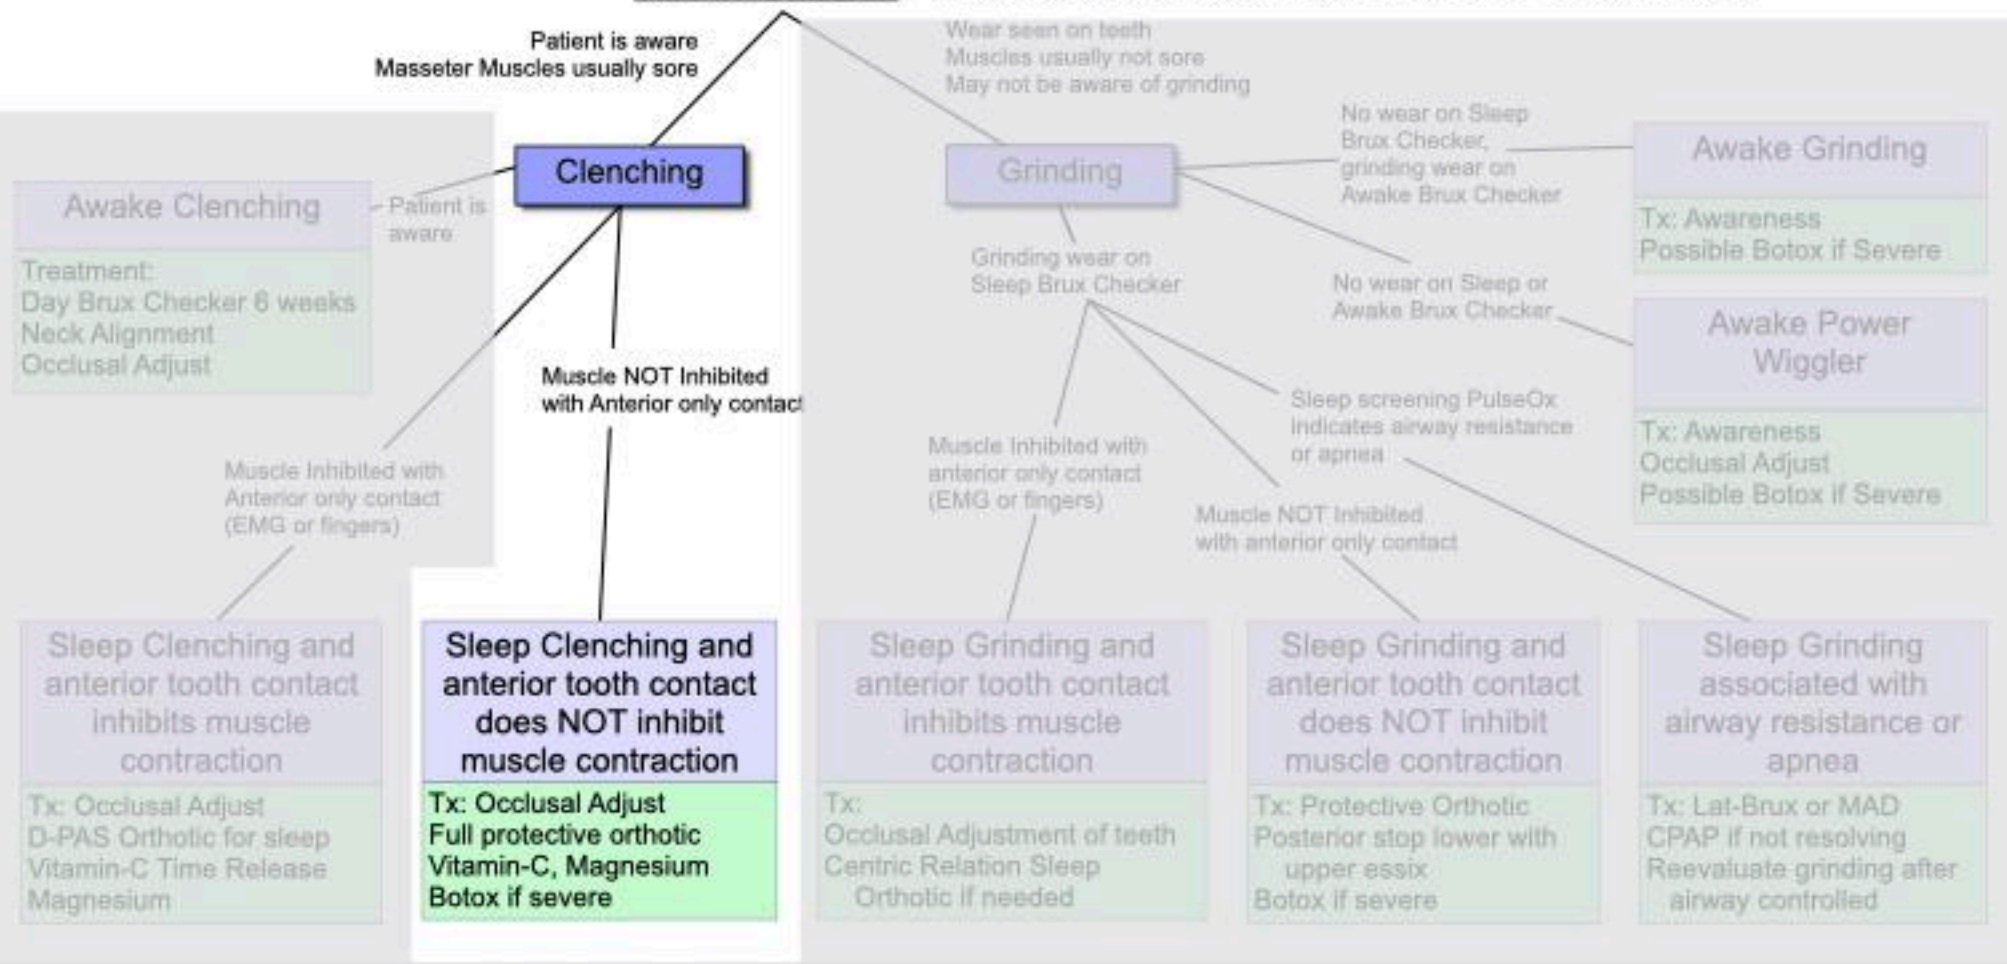 Patient is aware
Masseter Muscles usually sore
Wear seen on teeth
Muscles usually not sore
May not be aware of grinding
Clenching
Grinding
No wear on Sleep
Brux Checker,
grinding wear on
Awake Brux Checker
Awake Grinding
Tx: Awareness
Possible Botox if Severe
Awake Clenching
Patient is
aware
Treatment:
Day Brux Checker 6 weeks
Neck Alignment
Occlusal Adjust
Grinding wear on
Sleep Brux Checker
No wear on Sleep or
Awake Brux Checker
Awake Power
Wiggler
Tx: Awareness
Occlusal Adjust
Possible Botox if Severe
Muscle NOT Inhibited
with Anterior only contact
Sleep screening PulseOx
indicates airway resistance
or apnea
Muscle Inhibited with
Anterior only contact
(EMG or fingers)
Muscle Inhibited with
anterior only contact
(EMG or fingers)
Muscle NOT Inhibited
with anterior only contact
Sleep Clenching and
anterior tooth contact
inhibits muscle
contraction
Tx: Occlusal Adjust
D-PAS Orthotic for sleep
Vitamin-C Time Release
Magnesium
Sleep Clenching and
anterior tooth contact
does NOT inhibit
muscle contraction
Tx: Occlusal Adjust
Full protective orthotic
Vitamin-C, Magnesium
Botox if severe
Sleep Grinding and
anterior tooth contact
inhibits muscle
contraction
Tx:
Occlusal Adjustment of teeth
Centric Relation Sleep
Orthotic if needed
Sleep Grinding and
anterior tooth contact
does NOT inhibit
muscle contraction
Tx: Protective Orthotic
Posterior stop lower with
upper essix
Botox if severe
Sleep Grinding
associated with
airway resistance or
apnea
Tx: Lat-Brux or MAD
CPAP if not resolving
Reevaluate grinding after
airway controlled